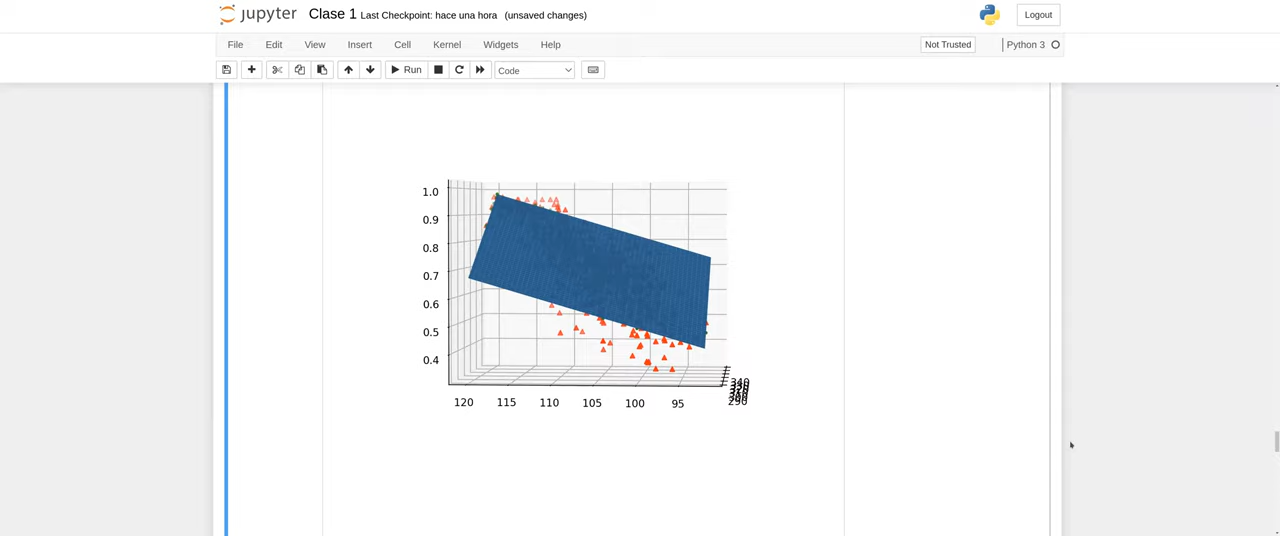 jupyter Clase 1 Last Checkpoint: hace una hora (unsaved changes) Logout
File Edit View Insert Cell Kernel Widgets Help Not Trusted Python 3
Run Code
1.0
0.9
0.8
0.7
0.6
0.5
0.4
340
290
120 115 110 105 100 95